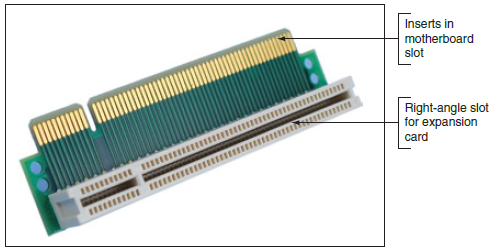 Inserts in
motherboard
slot
Right-angle slot
for expansion
card